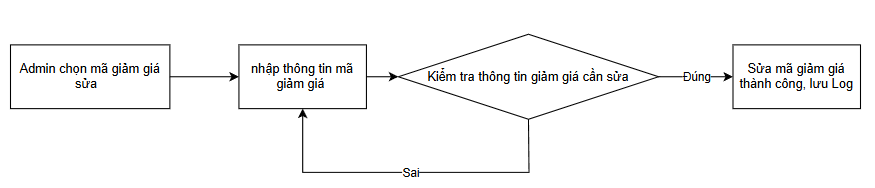 Admin chọn mã giảm giá
sửa
nhập thông tin mã
giảm giá
Kiểm tra thông tin giảm giá cần sửa
Đúng
Sửa mã giảm giá
thành công, lưu Log
Sai